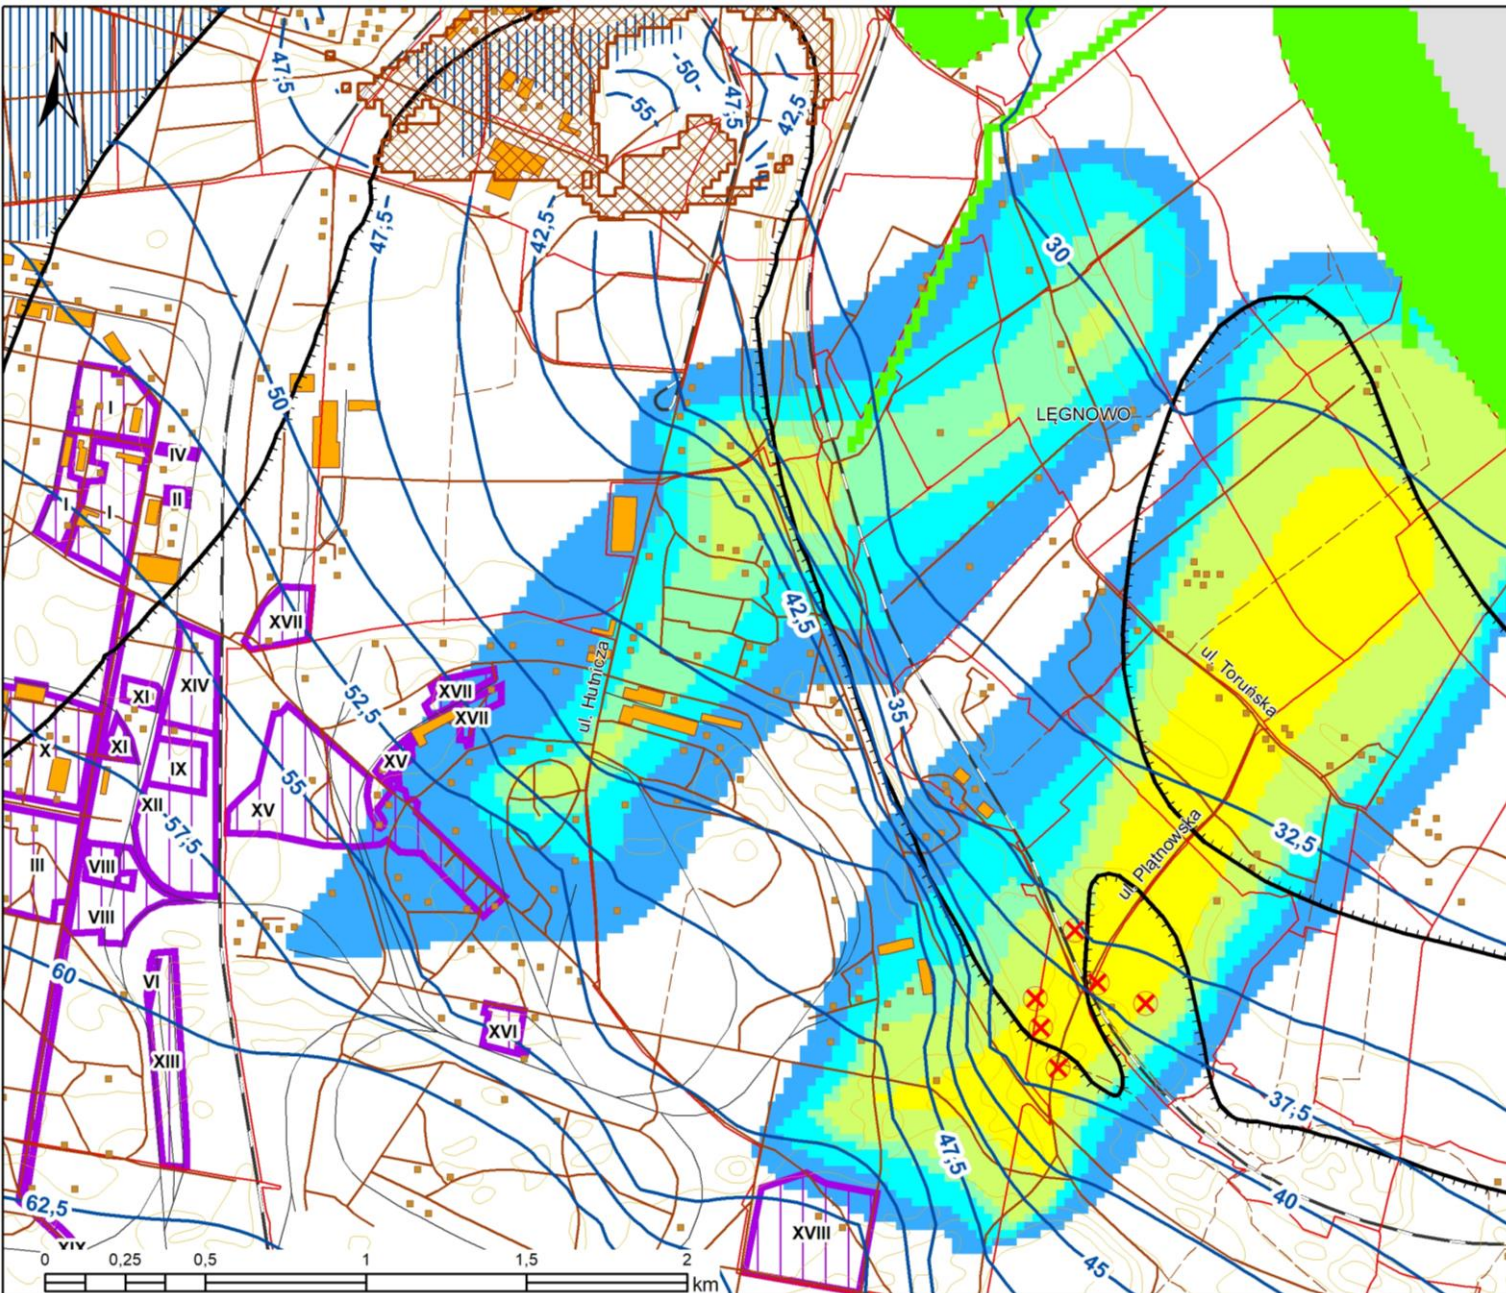 N
47,5
-50-
55
47,5
42,5
47,5
42,5
30
50
LĘGNOWO
I
IV
II
I
I
42,5
XVII
ul. Toruńska
XIV
XI
52,5
XVII
XVII
ul. Hutnicza
35
X
XI
IX
XV
55
XII
XV
57,5
ul. Plątnowska
32,5
III
VIII
VIII
60
VI
XVI
XIII
37,5
47,5
40
62,5
XVIII
XIX
45
0 0,25 0,5 1 1,5 2 km